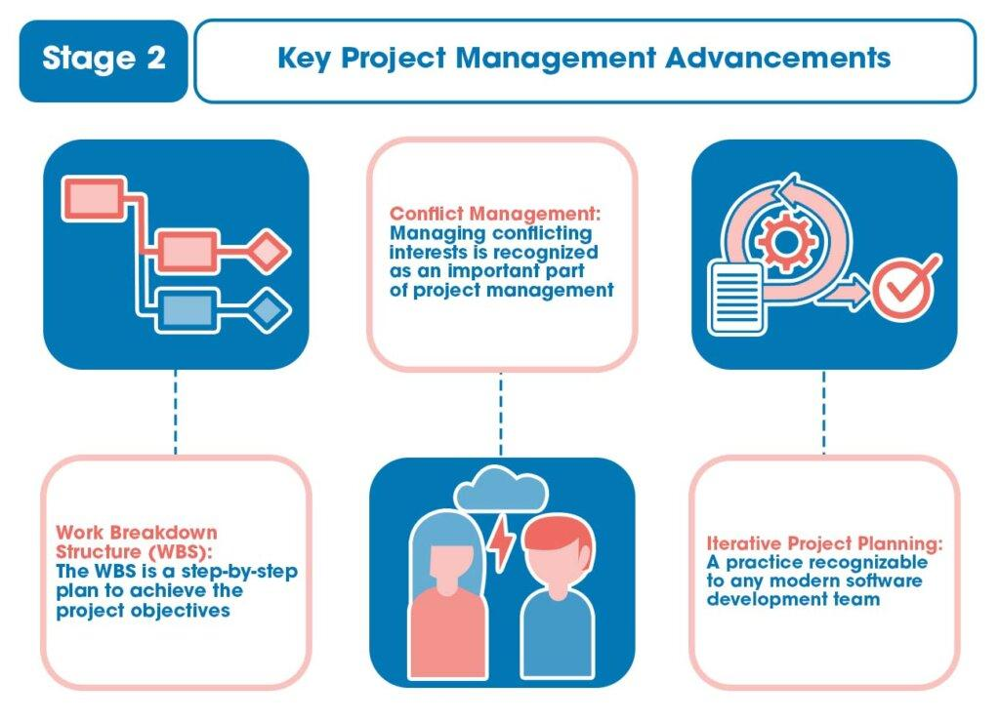 Stage 2
Key Project Management Advancements
Conflict Management:
Managing conflicting
interests is recognized
as an important part
of project management
Work Breakdown
Structure (WBS):
The WBS is a step-by-step
plan to achieve the
project objectives
Iterative Project Planning:
A practice recognizable
to any modern software
development team